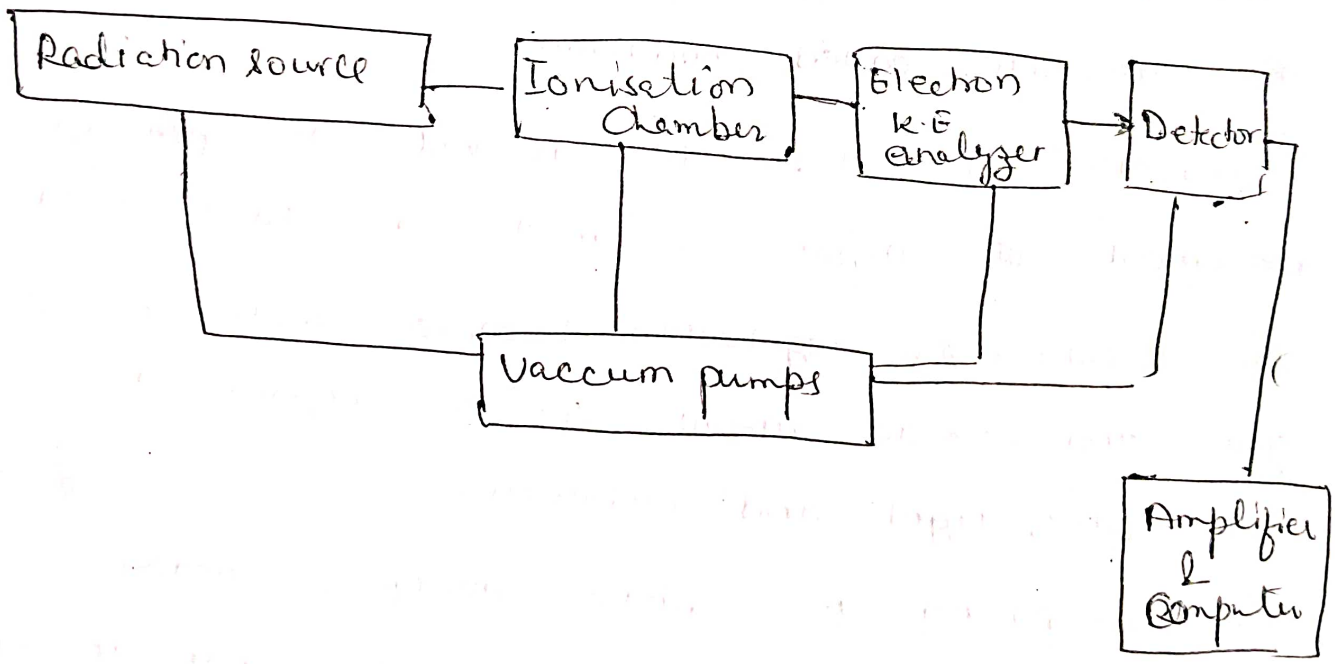 Radiation source
Ionisation
Chamber
Electron
K.E
analyzer
Detector
Vaccum pumps
Amplifier
&
Computer